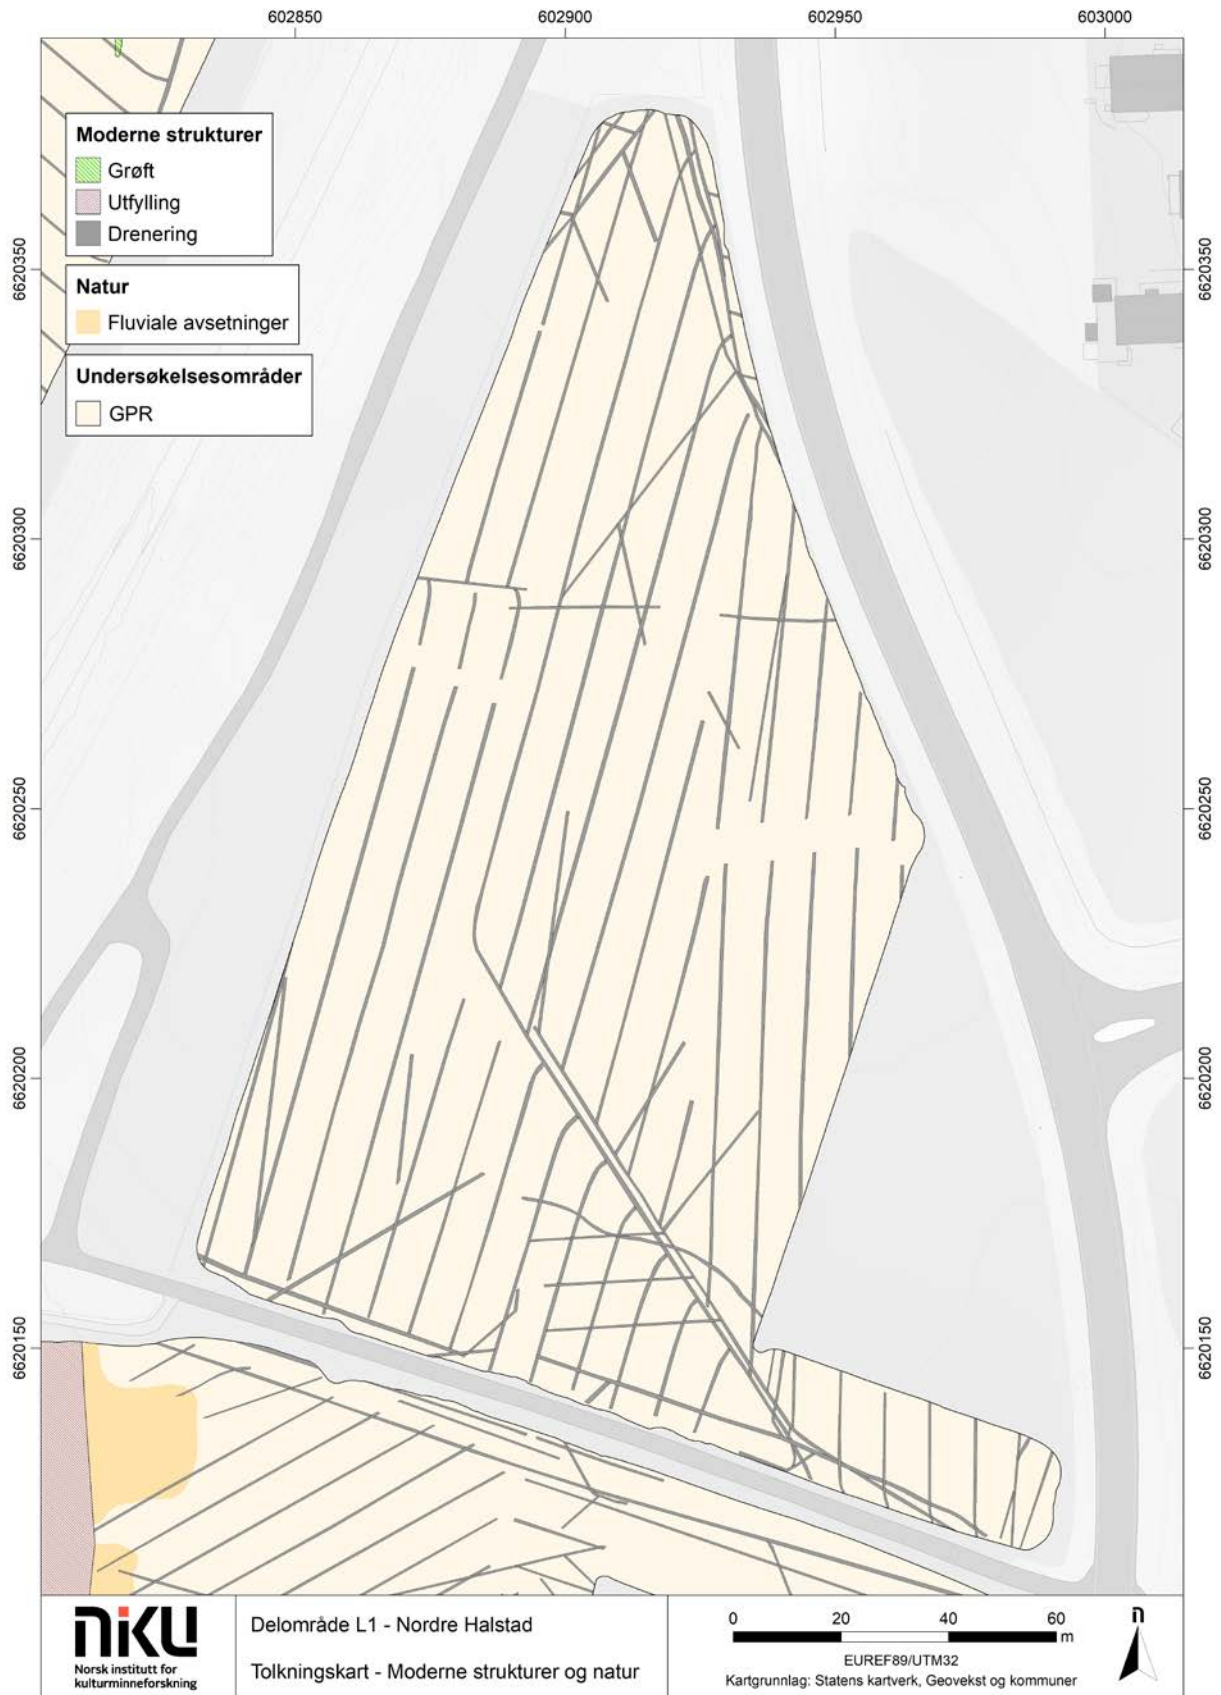 602850
602900
602950
603000
Moderne strukturer
Grøft
Utfylling
Drenering
Natur
Fluviale avsetninger
Undersøkelsesområder
GPR
6620350
6620350
6620300
6620300
6620250
6620250
6620200
6620200
6620150
6620150
NIKU
Norsk institutt for
kulturminneforskning
Delområde L1 - Nordre Halstad
Tolkningskart - Moderne strukturer og natur
0 20 40 60
m
EUREF89/UTM32
Kartgrunnlag: Statens kartverk, Geovekst og kommuner
n